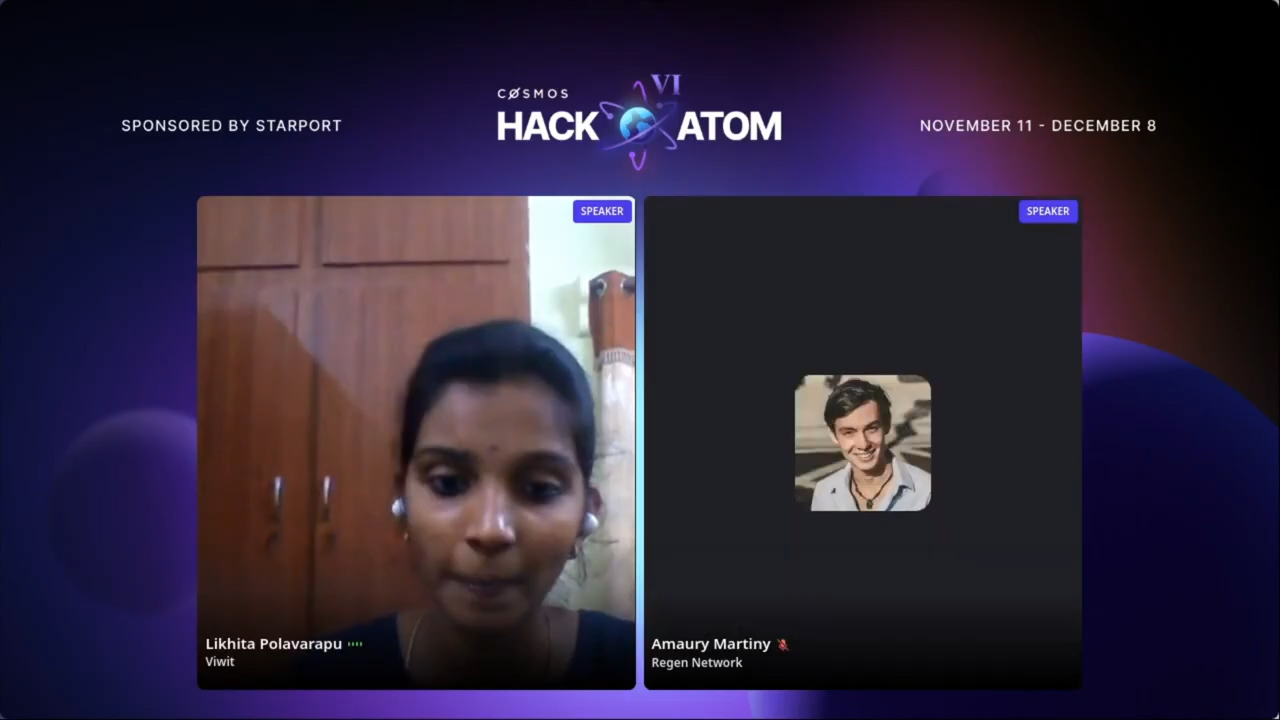 SPONSORED BY STARPORT
CØSMOS
HACK ATOM
VI
NOVEMBER 11 - DECEMBER 8
SPEAKER
SPEAKER
Likhita Polavarapu
Viwit
Amaury Martiny
Regen Network